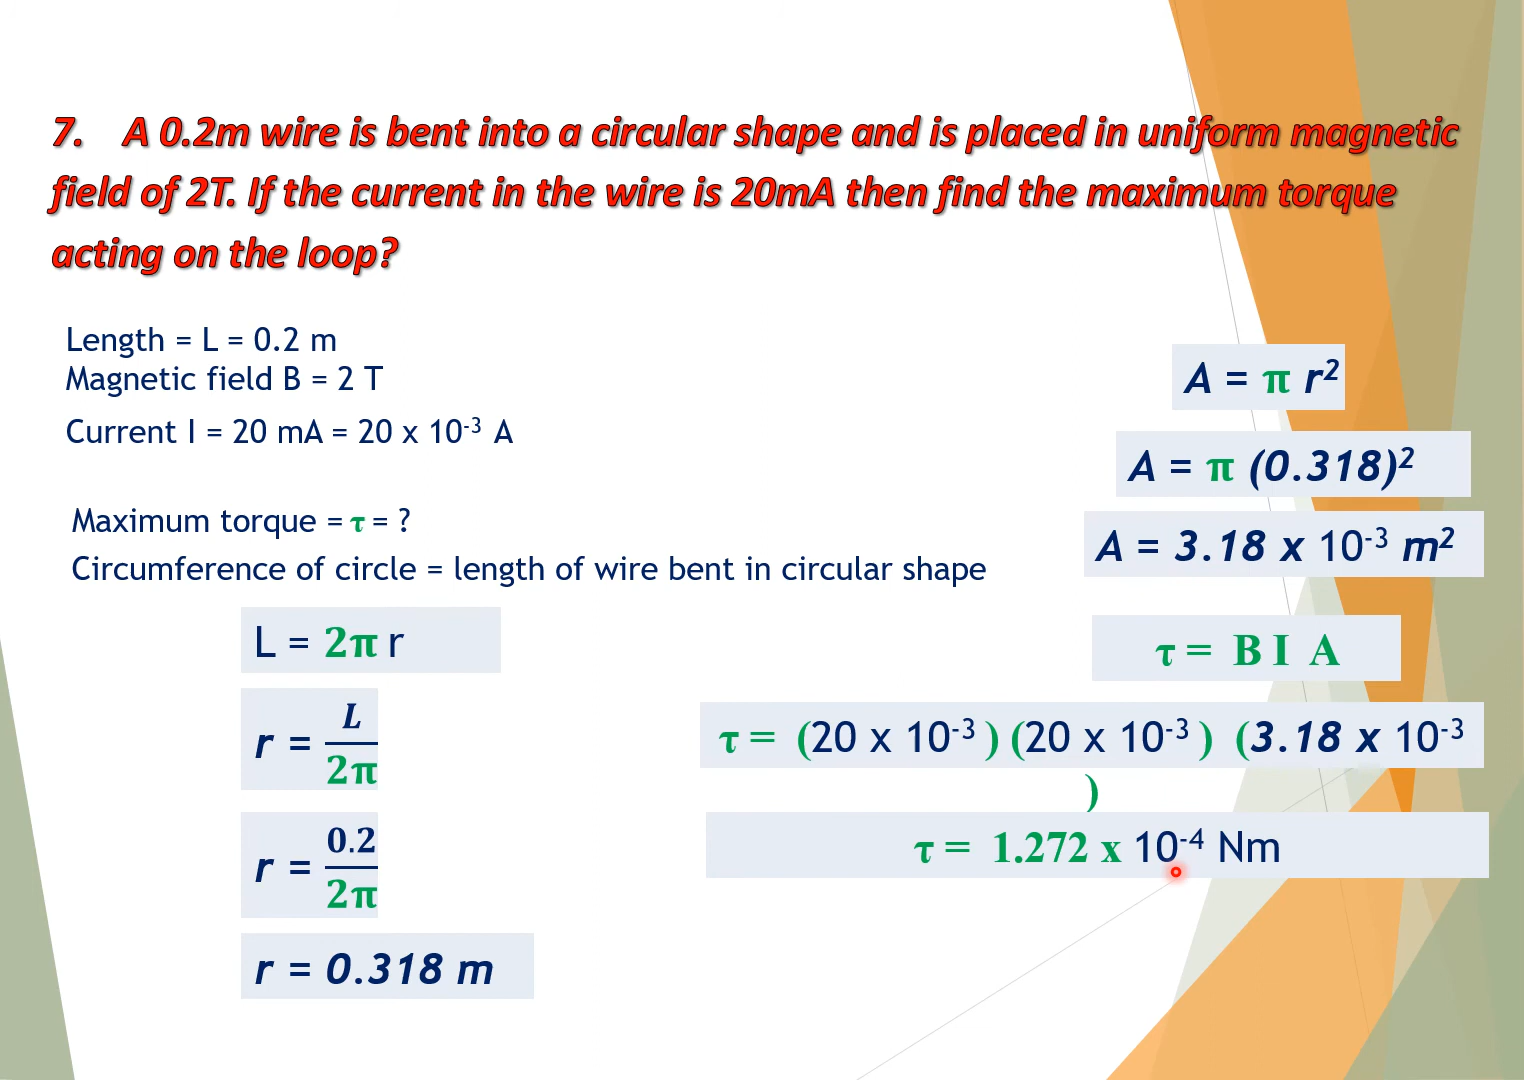 7. A 0.2m wire is bent into a circular shape and is placed in uniform magnetic
field of 2T. If the current in the wire is 20mA then find the maximum torque
acting on the loop?
Length = L = 0.2 m
Magnetic field B = 2 T
Current I = 20 mA = 20 x 10⁻³ A
Maximum torque = τ = ?
Circumference of circle = length of wire bent in circular shape
L = 2π r
r = L/2π
r = 0.2/2π
r = 0.318 m
A = π r²
A = π (0.318)²
A = 3.18 x 10⁻³ m²
τ = B I A
τ = (20 x 10⁻³ ) (20 x 10⁻³ ) (3.18 x 10⁻³
)
τ = 1.272 x 10⁻⁴ Nm